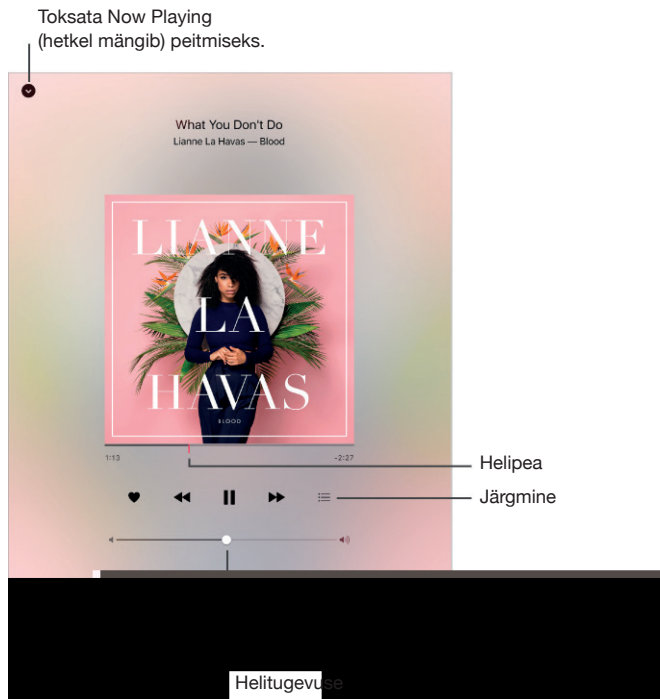 Toksata Now Playing
(hetkel mängib) peitmiseks.
What You Don't Do
Lianne La Havas — Blood
LIANNE
LA
HAVAS
BLOOD
1:13
-2:27
Helipea
Järgmine
Helitugevuse